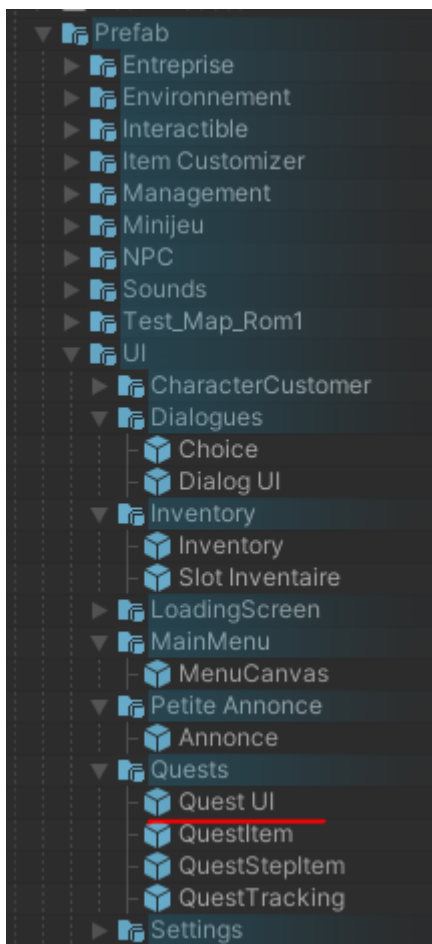 Prefab
Entreprise
Environnement
Interactible
Item Customizer
Management
Minijeu
NPC
Sounds
Test_Map_Rom1
UI
CharacterCustomer
Dialogues
Choice
Dialog UI
Inventory
Inventory
Slot Inventaire
LoadingScreen
MainMenu
MenuCanvas
Petite Annonce
Annonce
Quests
Quest UI
QuestItem
QuestStepItem
QuestTracking
Settings